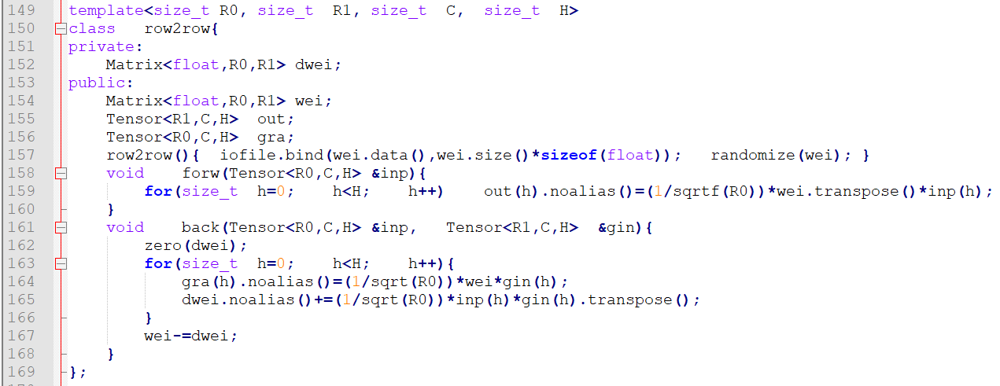 149 template<size_t R0, size_t  R1, size_t  C,  size_t  H>
150 class   row2row{
151 private:
152     Matrix<float,R0,R1> dwei;
153 public:
154     Matrix<float,R0,R1> wei;
155     Tensor<R1,C,H>  out;
156     Tensor<R0,C,H>  gra;
157     row2row(){  iofile.bind(wei.data(),wei.size()*sizeof(float));   randomize(wei); }
158     void    forw(Tensor<R0,C,H> &inp){
159         for(size_t  h=0;    h<H;    h++)    out(h).noalias()=(1/sqrtf(R0))*wei.transpose()*inp(h);
160     }
161     void    back(Tensor<R0,C,H> &inp,   Tensor<R1,C,H>  &gin){
162         zero(dwei);
163         for(size_t  h=0;    h<H;    h++){
164             gra(h).noalias()=(1/sqrt(R0))*wei*gin(h);
165             dwei.noalias()+=(1/sqrt(R0))*inp(h)*gin(h).transpose();
166         }
167         wei-=dwei;
168     }
169 };